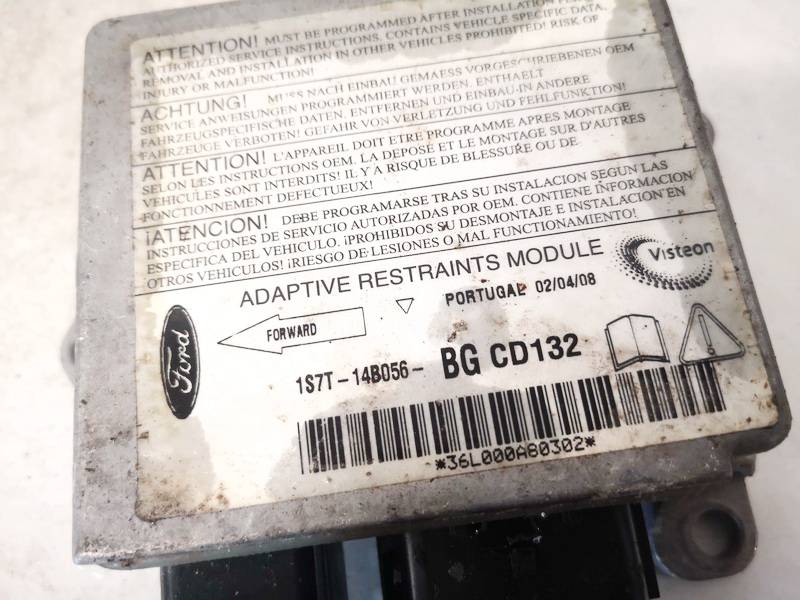 ATTENTION! MUST BE PROGRAMMED AFTER INSTALLATION PER
AUTHORIZED SERVICE INSTRUCTIONS, CONTAINS VEHICLE SPECIFIC DATA.
REMOVAL AND INSTALLATION IN OTHER VEHICLES PROHIBITED! RISK OF
INJURY OR MALFUNCTION!
ACHTUNG! MUSS NACH EINBAU GEMAESS VORGESCHRIEBENEN OEM
SERVICE ANWEISUNGEN PROGRAMMIERT WERDEN, ENTHAELT
FAHRZEUGSPEZIFISCHE DATEN, ENTFERNEN UND EINBAU IN ANDERE
FAHRZEUGE VERBOTEN! GEFAHR VON VERLETZUNG UND FEHLFUNKTION!
ATTENTION! L'APPAREIL DOIT ETRE PROGRAMME APRES MONTAGE
SELON LES INSTRUCTIONS OEM. LA DEPOSE ET LE MONTAGE SUR D'AUTRES
VEHICULES SONT INTERDITS! IL Y A RISQUE DE BLESSURE OU DE
FONCTIONNEMENT DEFECTUEUX!
¡ATENCION! DEBE PROGRAMARSE TRAS SU INSTALACION SEGUN LAS
INSTRUCCIONES DE SERVICIO AUTORIZADAS POR OEM. CONTIENE INFORMACION
ESPECIFICA DEL VEHICULO. ¡PROHIBIDOS SU DESMONTAJE E INSTALACION EN
OTROS VEHICULOS! ¡RIESGO DE LESIONES O MAL FUNCTIONAMIENTO!
ADAPTIVE RESTRAINTS MODULE
Visteon
PORTUGAL 02/04/08
Ford
FORWARD
1S7T-14B056- BG CD132
*36L000A80302*